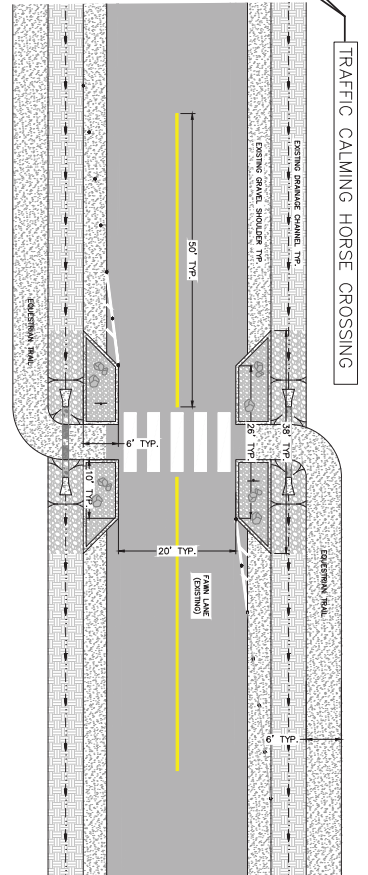 TRAFFIC CALMING HORSE CROSSING
EXISTING DRAINAGE CHANNEL TYP.
EXISTING GRAVEL SHOULDER TYP.
50' TYP.
EQUESTRIAN TRAIL
38' TYP.
26' TYP.
6' TYP.
10' TYP.
20' TYP.
FAWN LANE
(EXISTING)
EQUESTRIAN TRAIL
6' TYP.